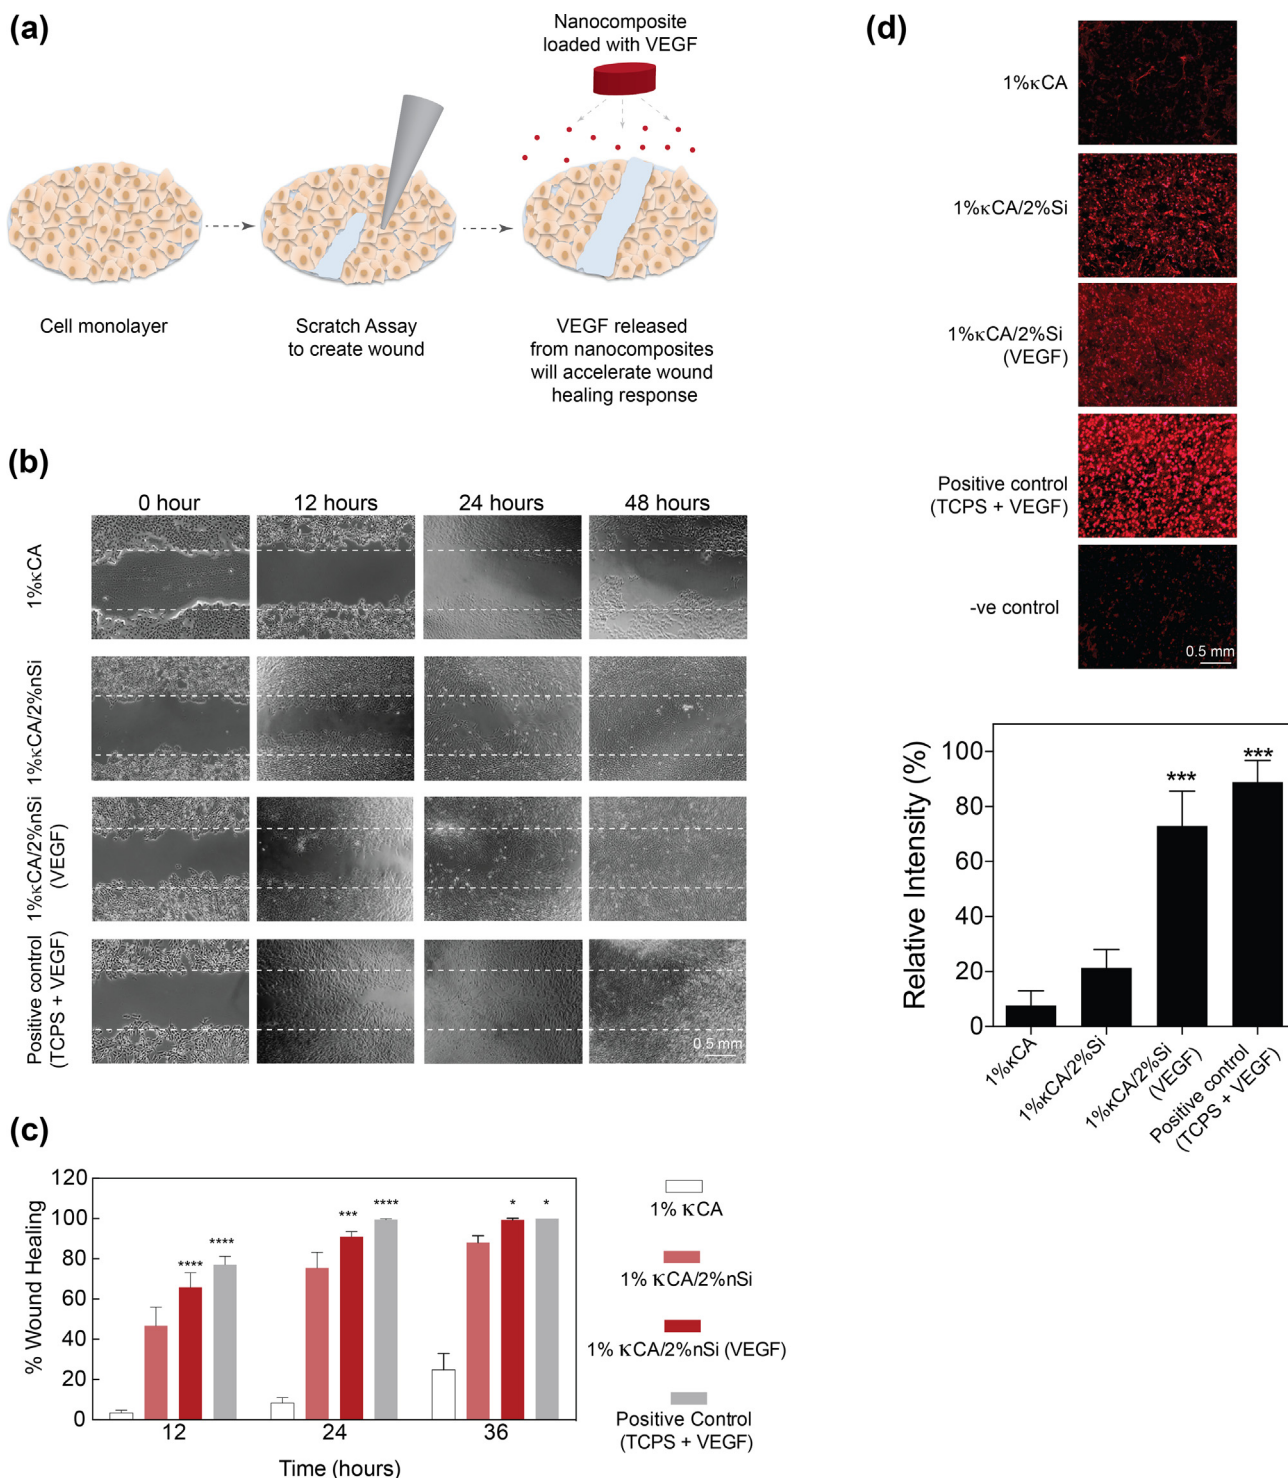 (a)
Nanocomposite
loaded with VEGF
Cell monolayer
Scratch Assay
to create wound
VEGF released
from nanocomposites
will accelerate wound
healing response
(b)
0 hour
12 hours
24 hours
48 hours
1%κCA
1%κCA/2%nSi
1%κCA/2%nSi
(VEGF)
Positive control
(TCPS + VEGF)
0.5 mm
(c)
% Wound Healing
120
100
80
60
40
20
0
****
****
***
****
*
*
12
24
36
Time (hours)
1% κCA
1% κCA/2%nSi
1% κCA/2%nSi (VEGF)
Positive Control
(TCPS + VEGF)
(d)
1%κCA
1%κCA/2%Si
1%κCA/2%Si
(VEGF)
Positive control
(TCPS + VEGF)
-ve control
0.5 mm
Relative Intensity (%)
100
80
60
40
20
0
***
***
1%κCA
1%κCA/2%Si
1%κCA/2%Si
(VEGF)
Positive control
(TCPS + VEGF)